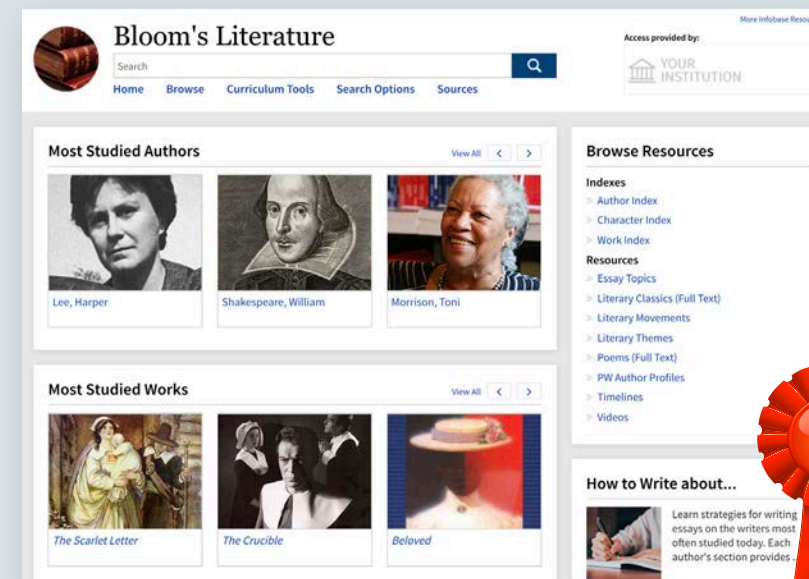 More Infobase Resou
Bloom's Literature
Access provided by:
Search
YOUR
INSTITUTION
Home Browse Curriculum Tools Search Options Sources
Most Studied Authors
View All
Lee, Harper
Shakespeare, William
Morrison, Toni
Most Studied Works
View All
The Scarlet Letter
The Crucible
Beloved
Browse Resources
Indexes
Author Index
Character Index
Work Index
Resources
Essay Topics
Literary Classics (Full Text)
Literary Movements
Literary Themes
Poems (Full Text)
PW Author Profiles
Timelines
Videos
How to Write about...
Learn strategies for writing
essays on the writers most
often studied today. Each
author's section provides ..